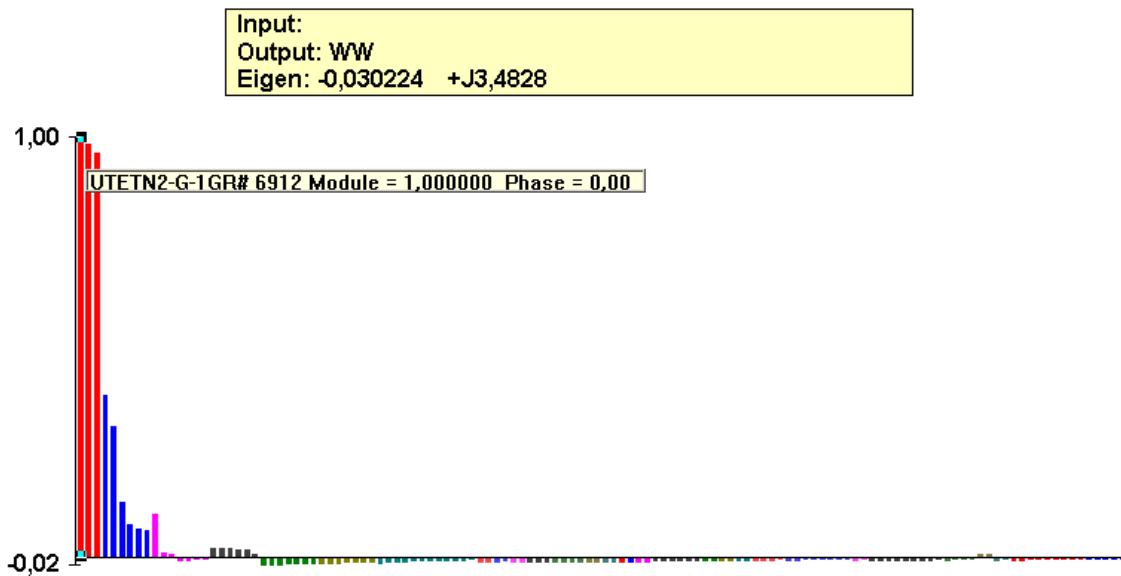 Input:
Output: WW
Eigen: -0,030224 +J3,4828
1,00
UTETN2-G-1GR# 6912 Module = 1,000000 Phase = 0,00
-0,02